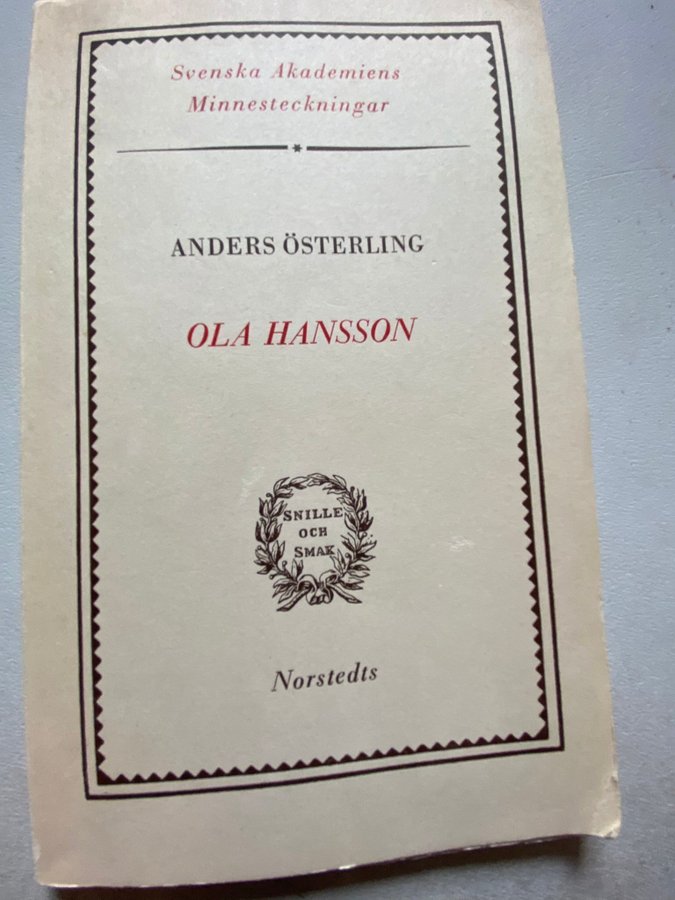 Svenska Akademiens
Minnesteckningar
ANDERS ÖSTERLING
OLA HANSSON
SNILLE
OCH
SMAK
Norstedts